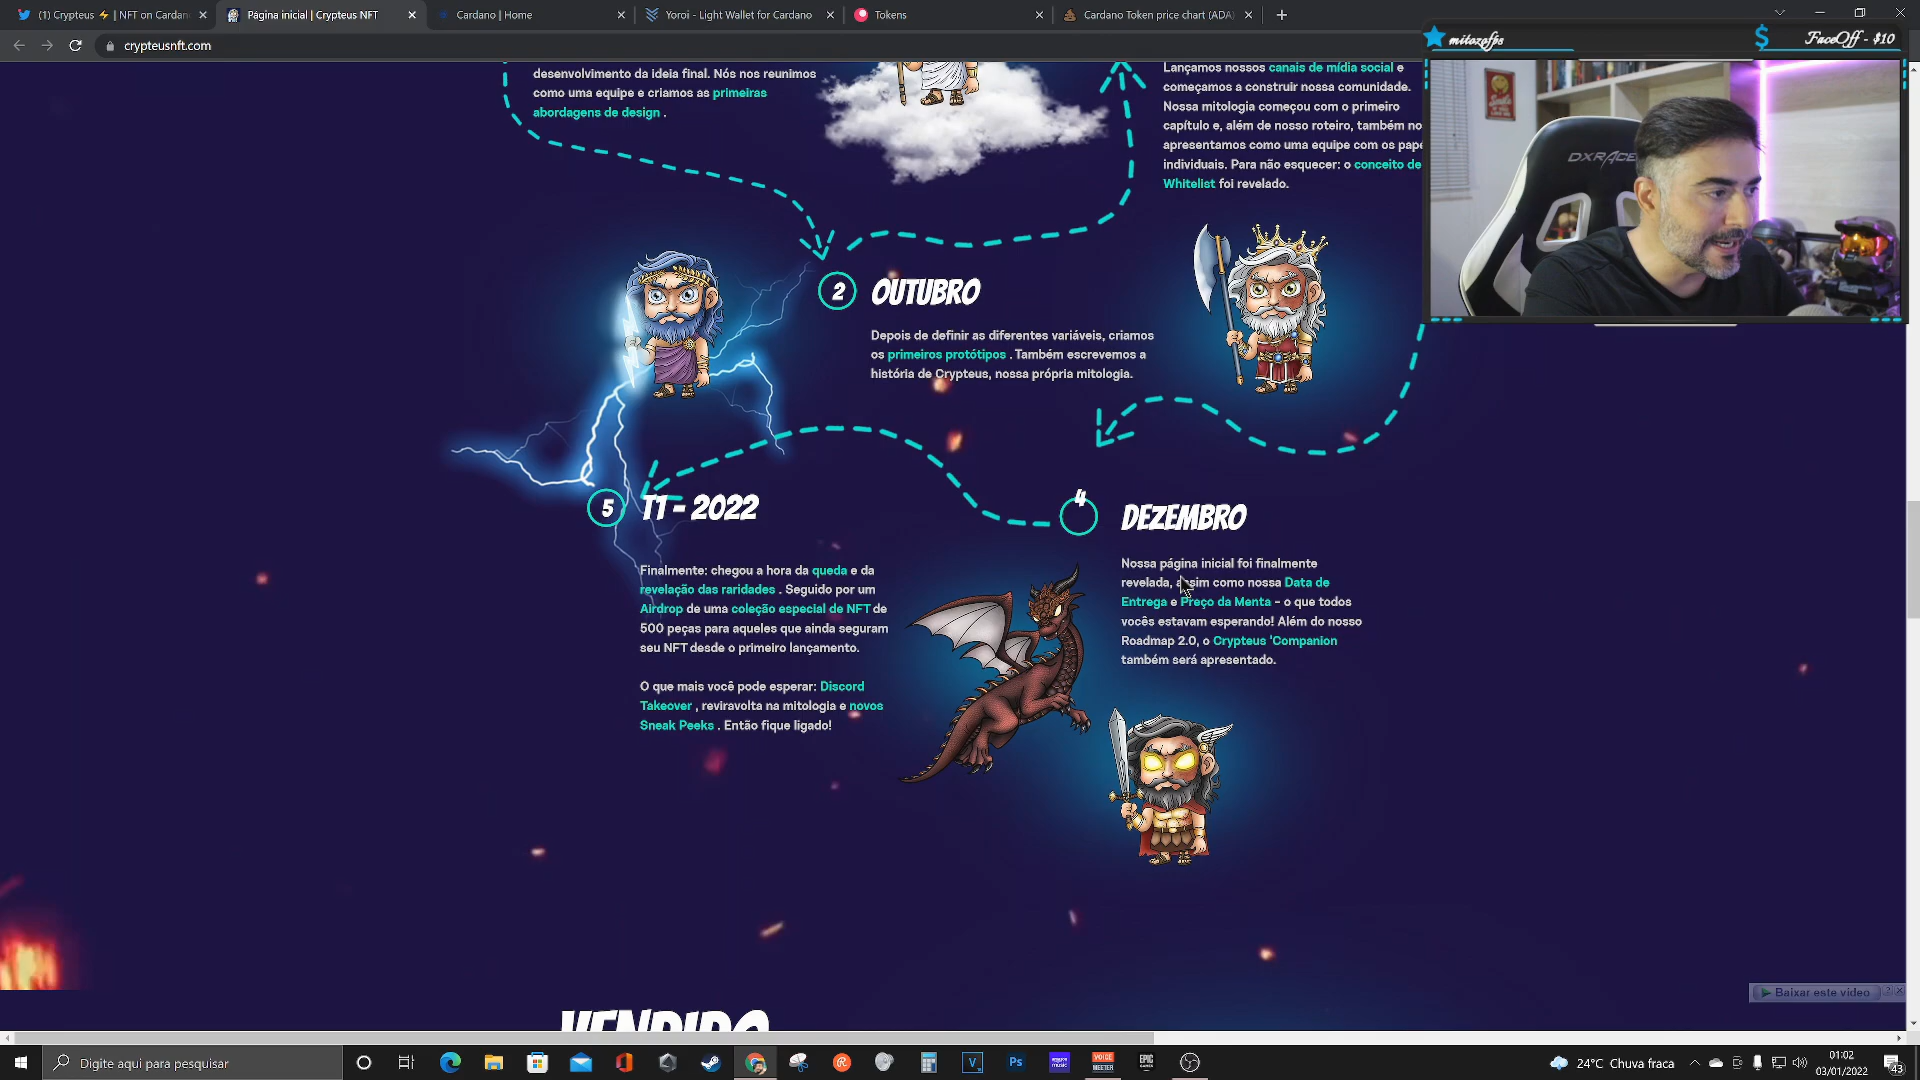 (1) Crypteus ⚡ | NFT on Cardan
Página inicial | Crypteus NFT
Cardano | Home
Yoroi - Light Wallet for Cardano
Tokens
Cardano Token price chart (ADA)
crypteusnft.com
mitozofps
FaceOff - $10
DXRACE
desenvolvimento da ideia final. Nós nos reunimos
como uma equipe e criamos as primeiras
abordagens de design .
Lançamos nossos canais de mídia social e
começamos a construir nossa comunidade.
Nossa mitologia começou com o primeiro
capítulo e, além de nosso roteiro, também no
apresentamos como uma equipe com os pape
individuais. Para não esquecer: o conceito de
Whitelist foi revelado.
2 OUTUBRO
Depois de definir as diferentes variáveis, criamos
os primeiros protótipos . Também escrevemos a
história de Crypteus, nossa própria mitologia.
5 T1 - 2022
Finalmente: chegou a hora da queda e da
revelação das raridades . Seguido por um
Airdrop de uma coleção especial de NFT de
500 peças para aqueles que ainda seguram
seu NFT desde o primeiro lançamento.
O que mais você pode esperar: Discord
Takeover , reviravolta na mitologia e novos
Sneak Peeks . Então fique ligado!
4 DEZEMBRO
Nossa página inicial foi finalmente
revelada, assim como nossa Data de
Entrega e Preço da Menta - o que todos
vocês estavam esperando! Além do nosso
Roadmap 2.0, o Crypteus 'Companion
também será apresentado.
Baixar este vídeo
VENDIDO
Digite aqui para pesquisar
Ps
VOICE
MEETER
EPIC
GAMES
24°C Chuva fraca
01:02
03/01/2022
43